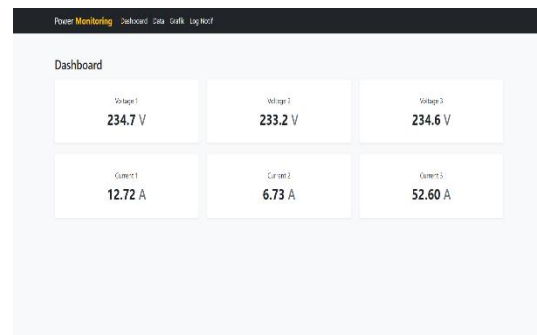 Power Monitoring Dashboard Data Grafik Log Notif
Dashboard
Voltage 1 Voltage 2 Voltage 3
234.7 V 233.2 V 234.6 V
Current 1 Current 2 Current 3
12.72 A 6.73 A 52.60 A